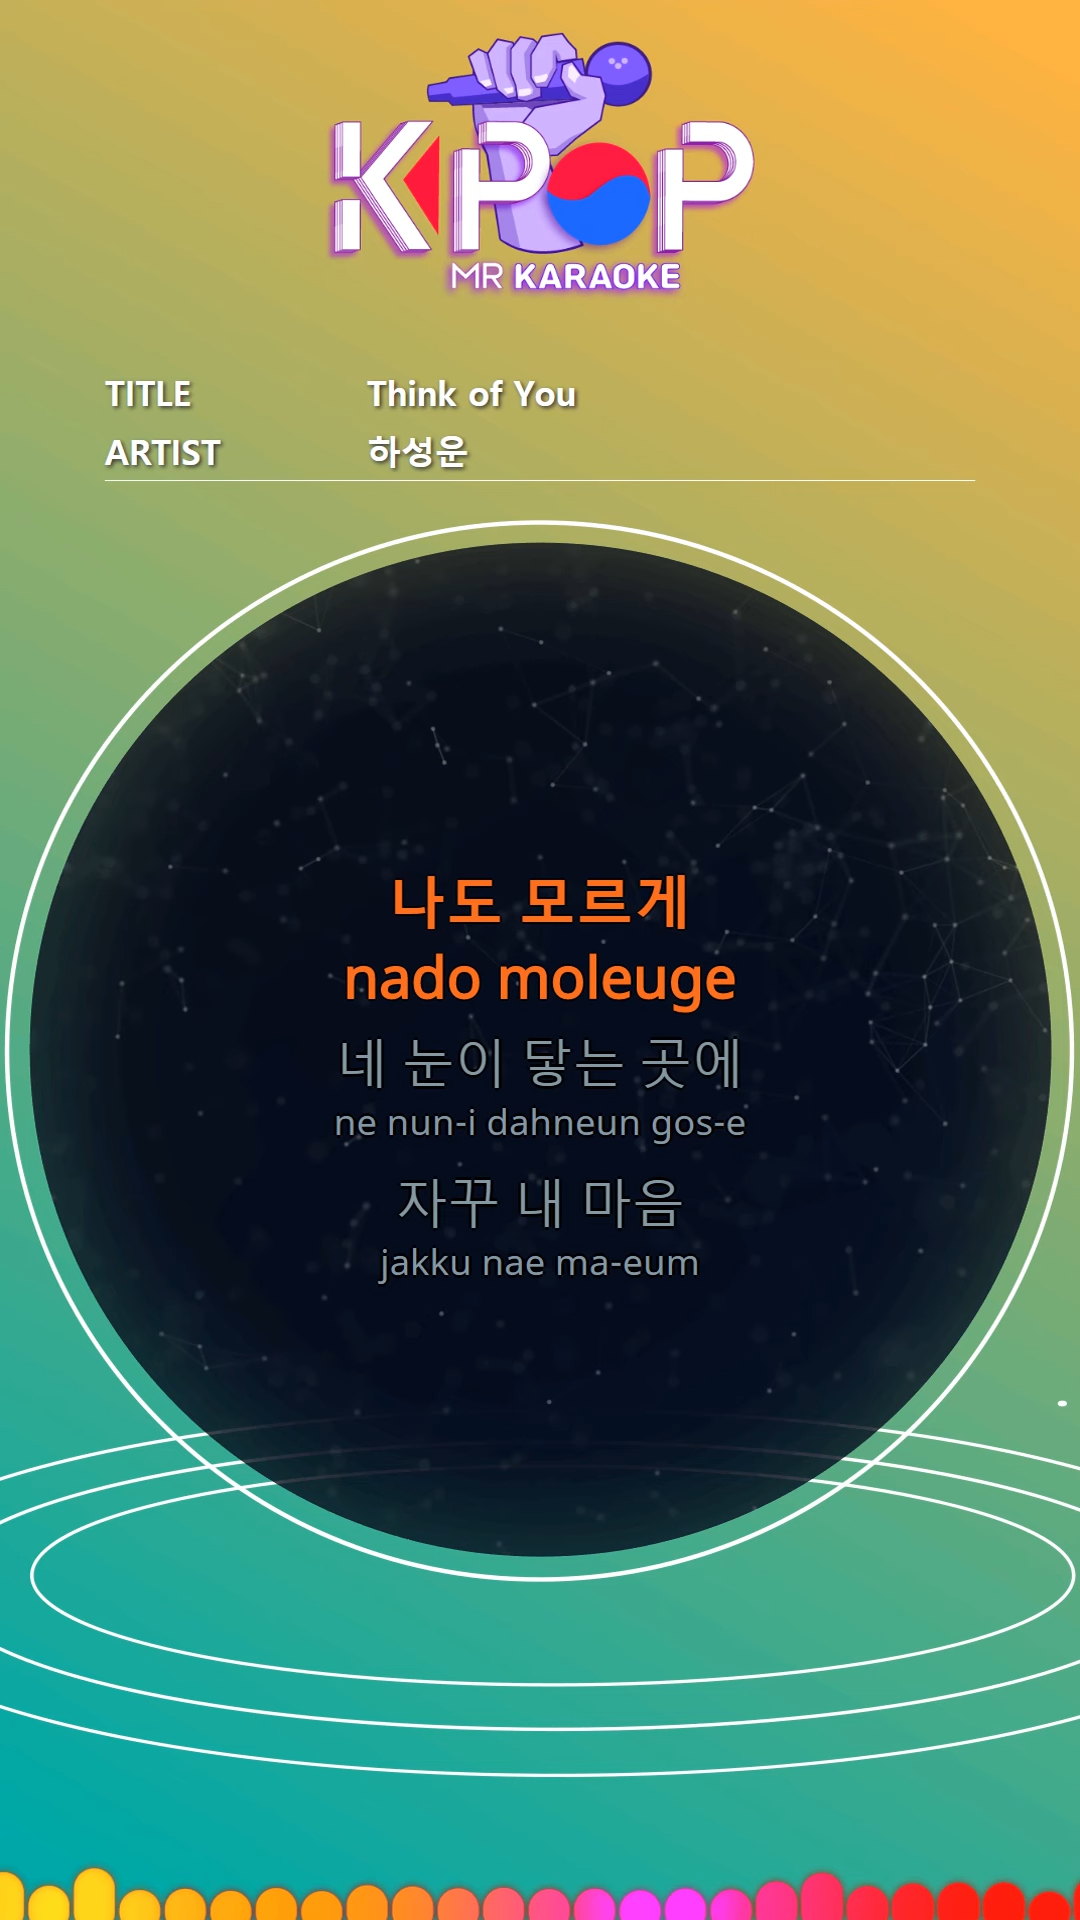 KPOP
MR KARAOKE
TITLE Think of You
ARTIST 하성운
나도 모르게
nado moleuge
네 눈이 닿는 곳에
ne nun-i dahneun gos-e
자꾸 내 마음
jakku nae ma-eum